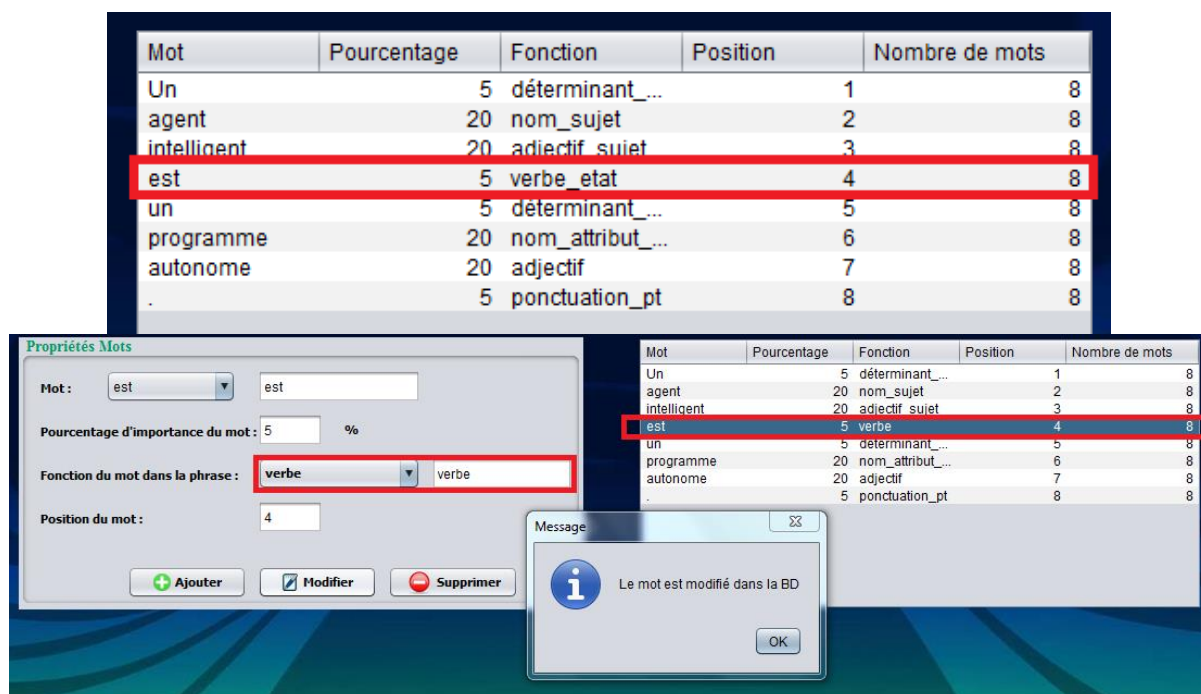 Mot Pourcentage Fonction Position Nombre de mots
Un 5 déterminant_... 1 8
agent 20 nom_sujet 2 8
intelligent 20 adjectif_sujet 3 8
est 5 verbe_etat 4 8
un 5 déterminant_... 5 8
programme 20 nom_attribut_... 6 8
autonome 20 adjectif 7 8
. 5 ponctuation_pt 8 8
Propriétés Mots
Mot : est est
Pourcentage d'importance du mot : 5 %
Fonction du mot dans la phrase : verbe verbe
Position du mot : 4
Ajouter Modifier Supprimer
Mot Pourcentage Fonction Position Nombre de mots
Un 5 déterminant_... 1 8
agent 20 nom_sujet 2 8
intelligent 20 adjectif_sujet 3 8
est 5 verbe 4 8
un 5 déterminant_... 5 8
programme 20 nom_attribut_... 6 8
autonome 20 adjectif 7 8
. 5 ponctuation_pt 8 8
Message
Le mot est modifié dans la BD
OK